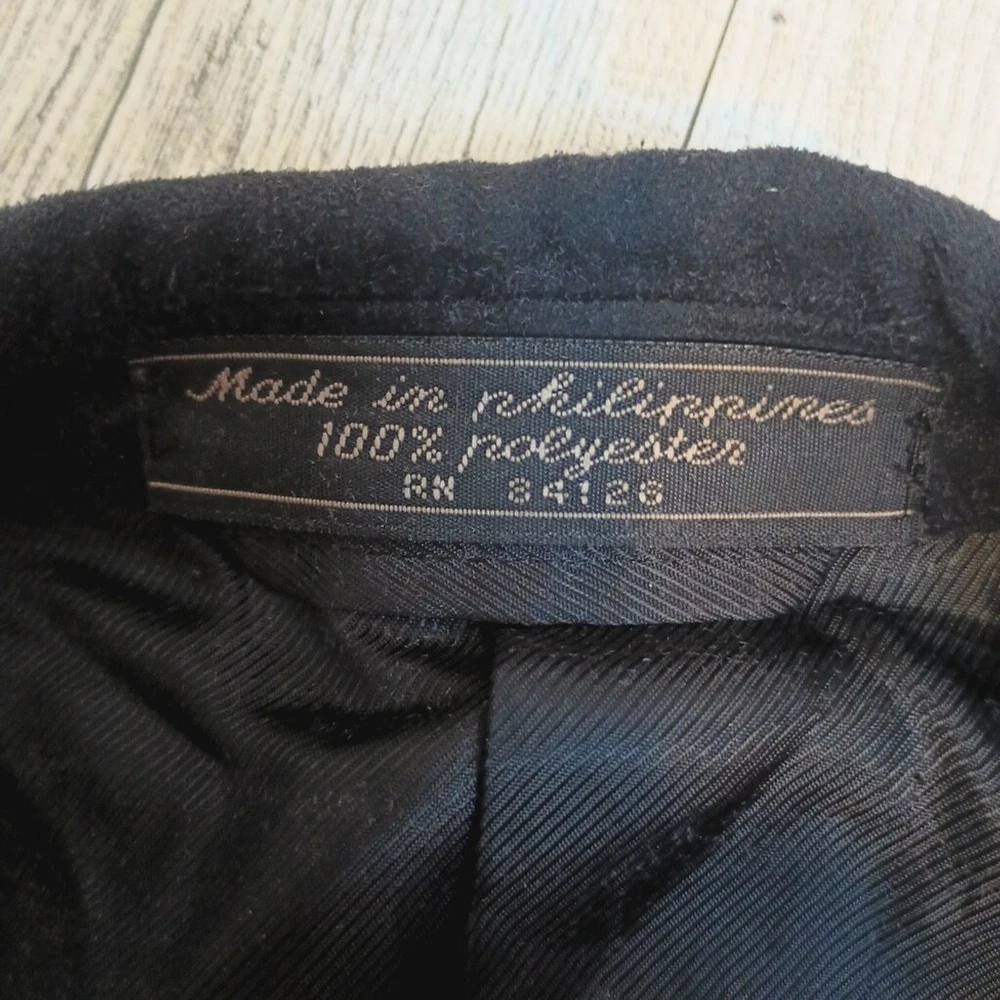 Made in philippines
100% polyester
RN 84126